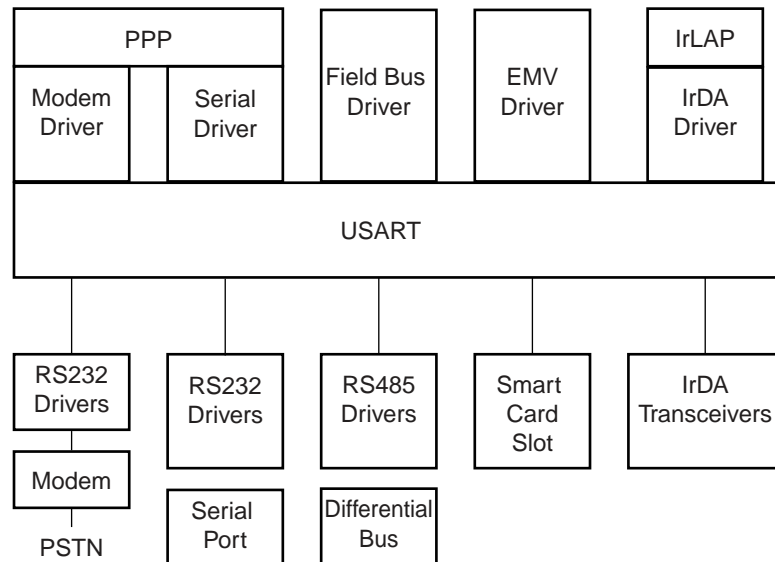 PPP
IrLAP
Modem
Driver
Serial
Driver
Field Bus
Driver
EMV
Driver
IrDA
Driver
USART
RS232
Drivers
RS232
Drivers
RS485
Drivers
Smart
Card
Slot
IrDA
Transceivers
Modem
Serial
Port
Differential
Bus
PSTN